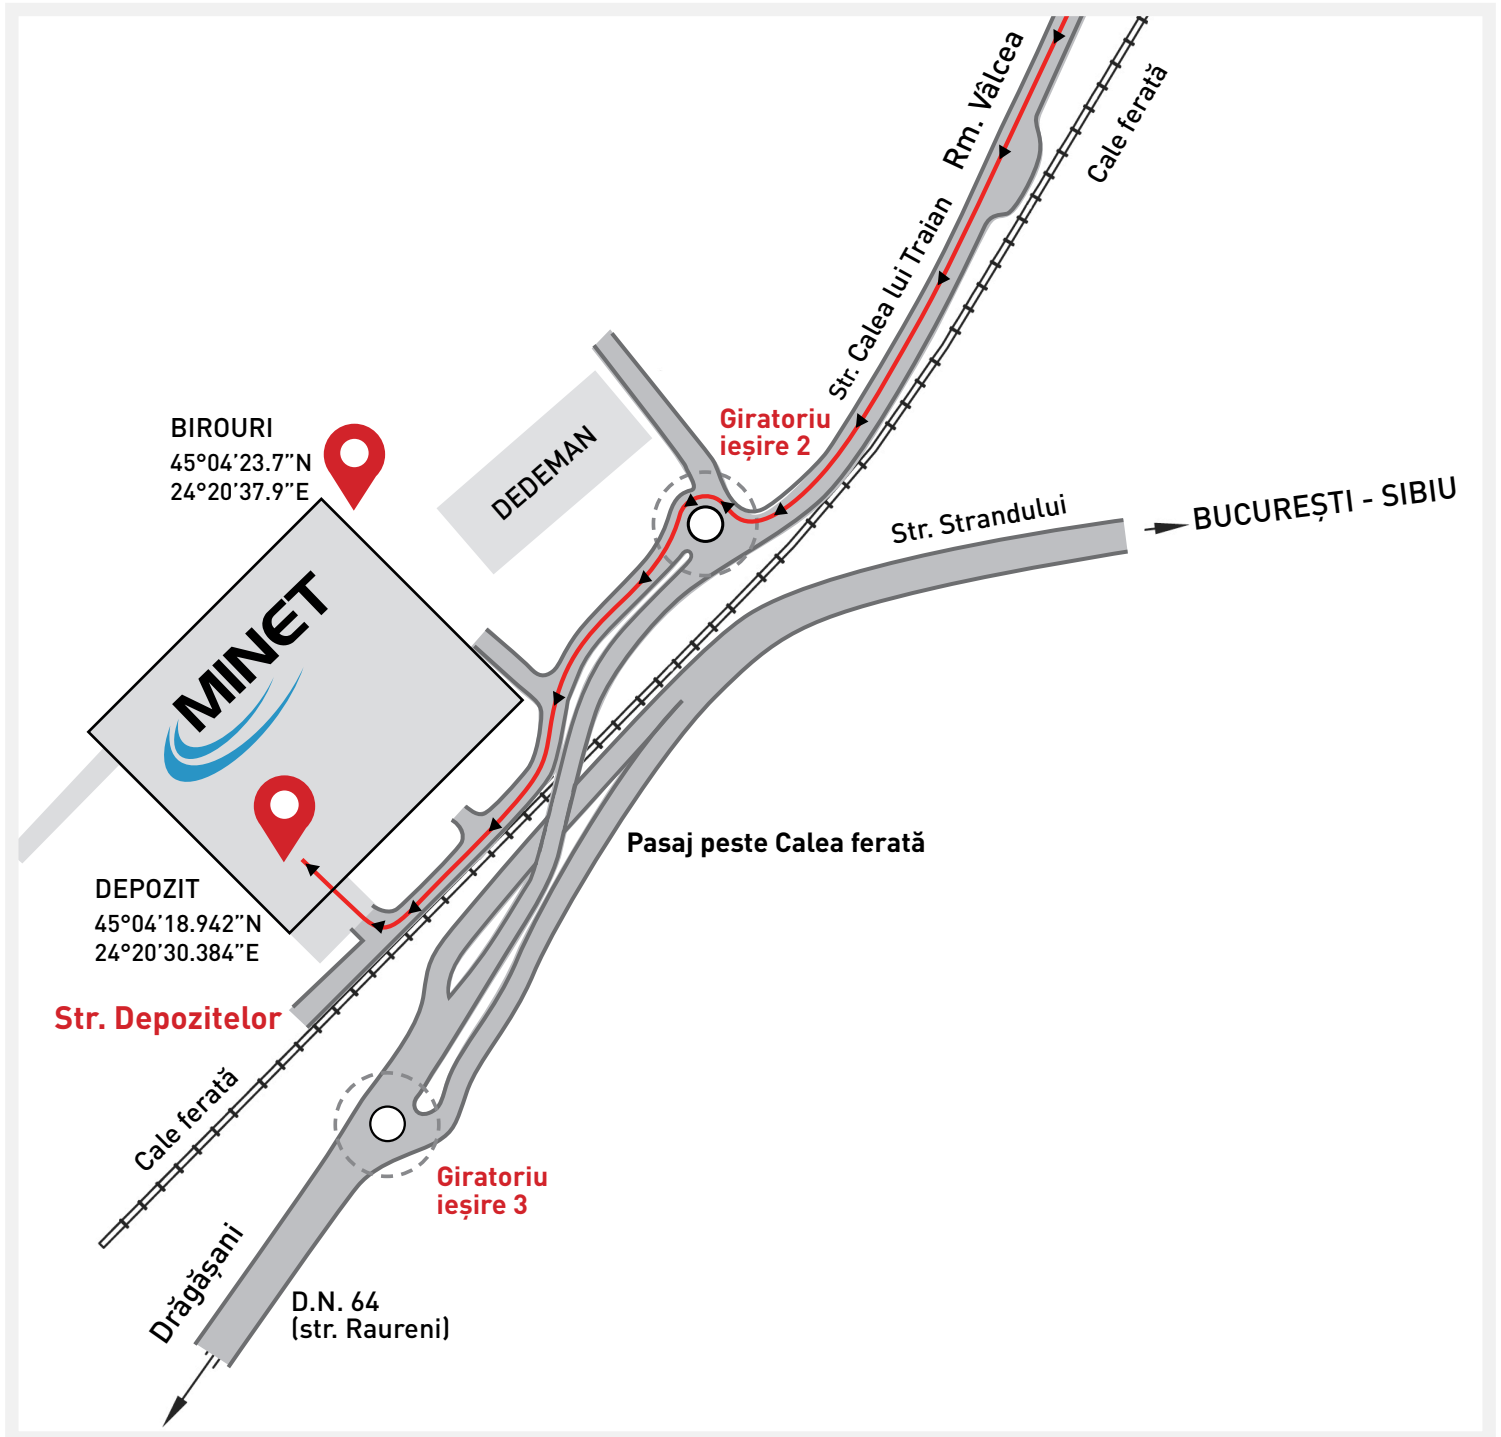 Rm. Vâlcea
Cale ferată
Str. Calea lui Traian
Giratoriu
ieșire 2
BIROURI
45°04’23.7”N
24°20’37.9”E
DEDEMAN
Str. Strandului
BUCUREȘTI - SIBIU
MINET
Pasaj peste Calea ferată
DEPOZIT
45°04’18.942”N
24°20’30.384”E
Str. Depozitelor
Cale ferată
Giratoriu
ieșire 3
Drăgășani
D.N. 64
(str. Raureni)